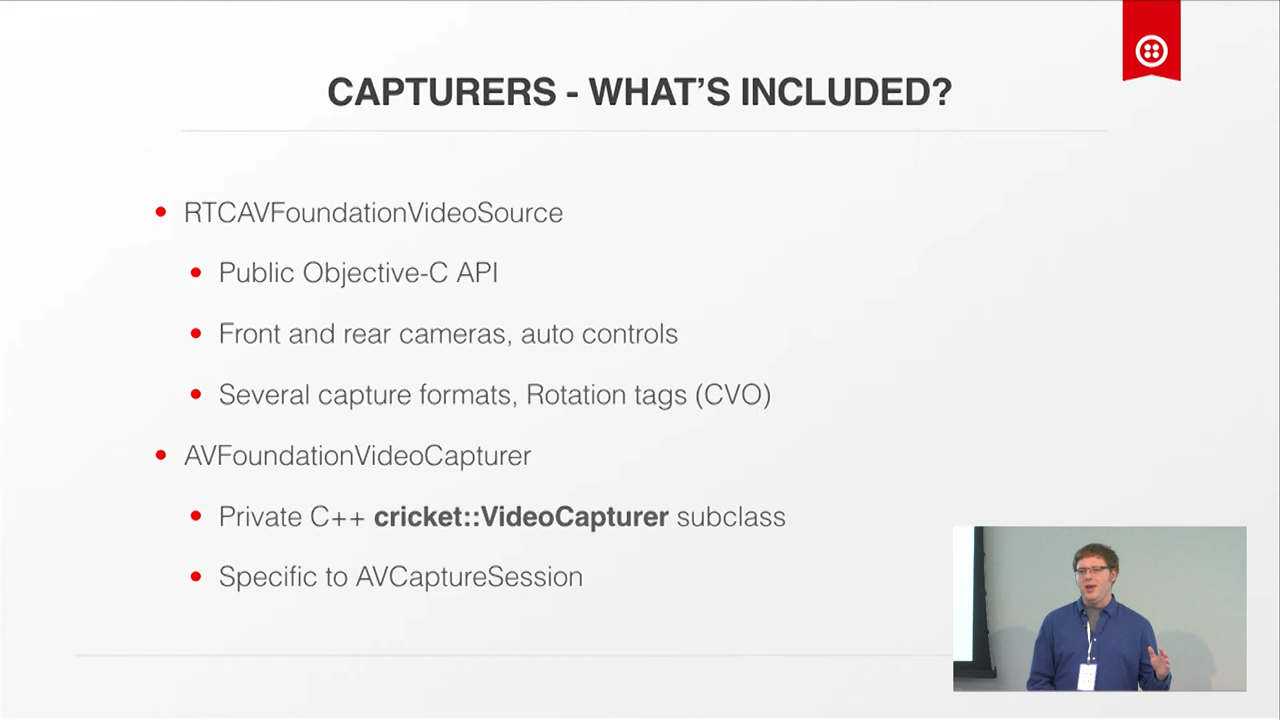 CAPTURERS - WHAT'S INCLUDED?
RTCAVFoundationVideoSource
Public Objective-C API
Front and rear cameras, auto controls
Several capture formats, Rotation tags (CVO)
AVFoundationVideoCapturer
Private C++ cricket::VideoCapturer subclass
Specific to AVCaptureSession